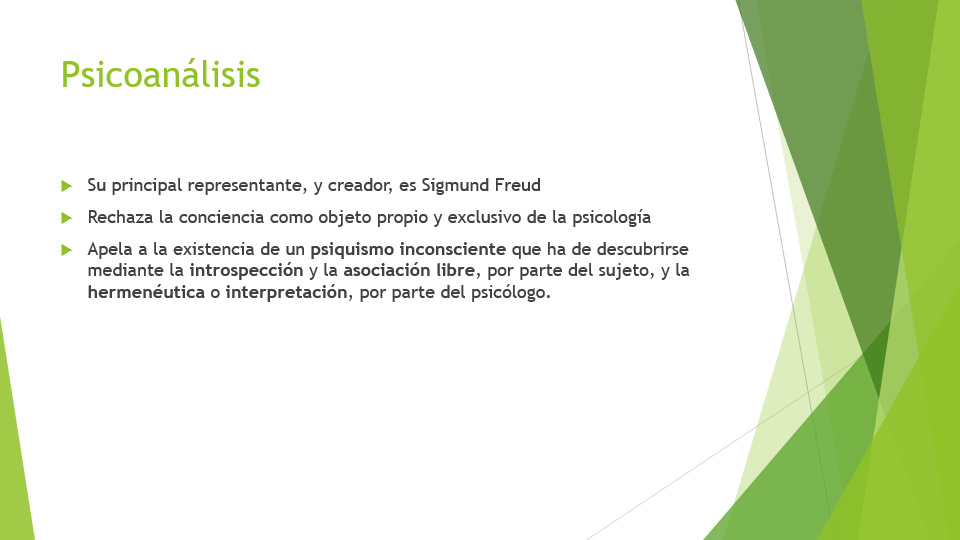 Psicoanálisis
Su principal representante, y creador, es Sigmund Freud
Rechaza la conciencia como objeto propio y exclusivo de la psicología
Apela a la existencia de un psiquismo inconsciente que ha de descubrirse
mediante la introspección y la asociación libre, por parte del sujeto, y la
hermenéutica o interpretación, por parte del psicólogo.